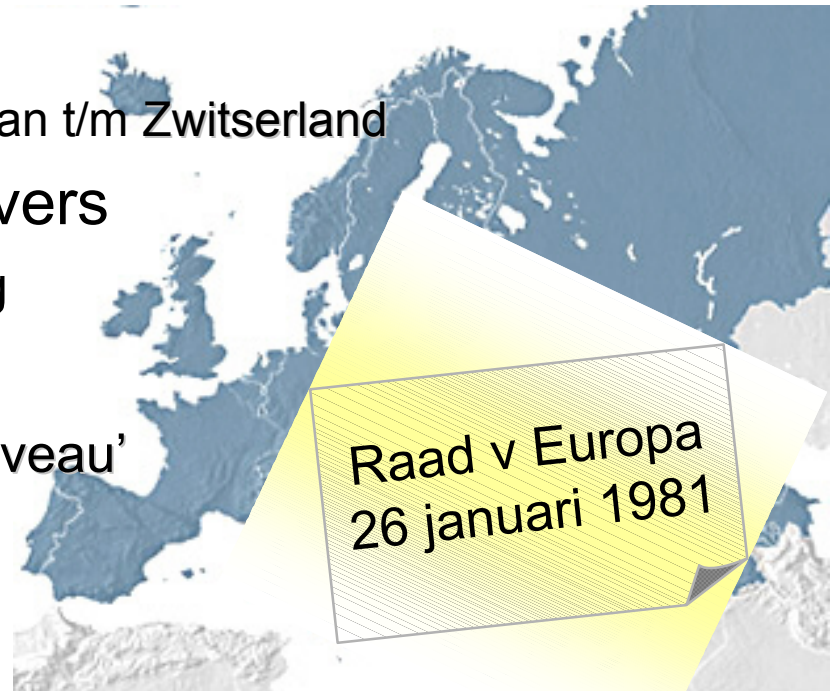 an t/m Zwitserland
vers
g
veau’
Raad v Europa
26 januari 1981